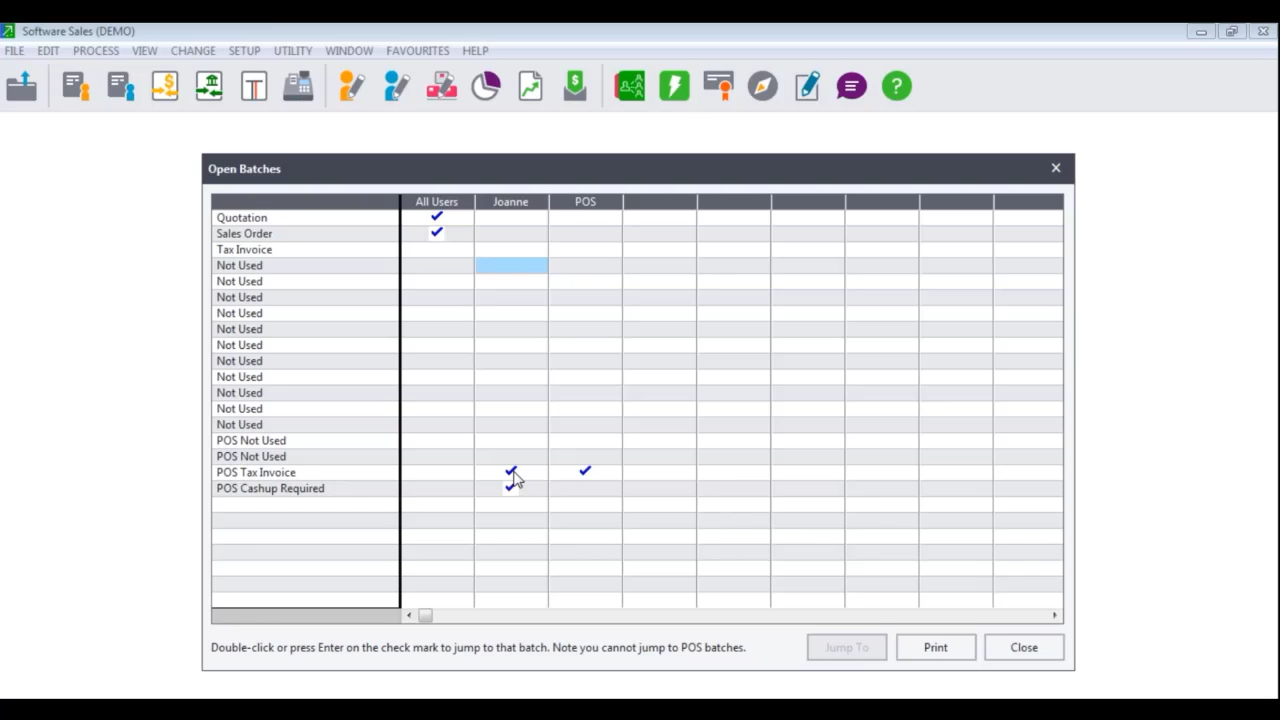 Software Sales (DEMO)
FILE EDIT PROCESS VIEW CHANGE SETUP UTILITY WINDOW FAVOURITES HELP
Open Batches
All Users Joanne POS
Quotation
Sales Order
Tax Invoice
Not Used
Not Used
Not Used
Not Used
Not Used
Not Used
Not Used
Not Used
Not Used
Not Used
Not Used
POS Not Used
POS Not Used
POS Tax Invoice
POS Cashup Required
Double-click or press Enter on the check mark to jump to that batch. Note you cannot jump to POS batches.
Jump To Print Close